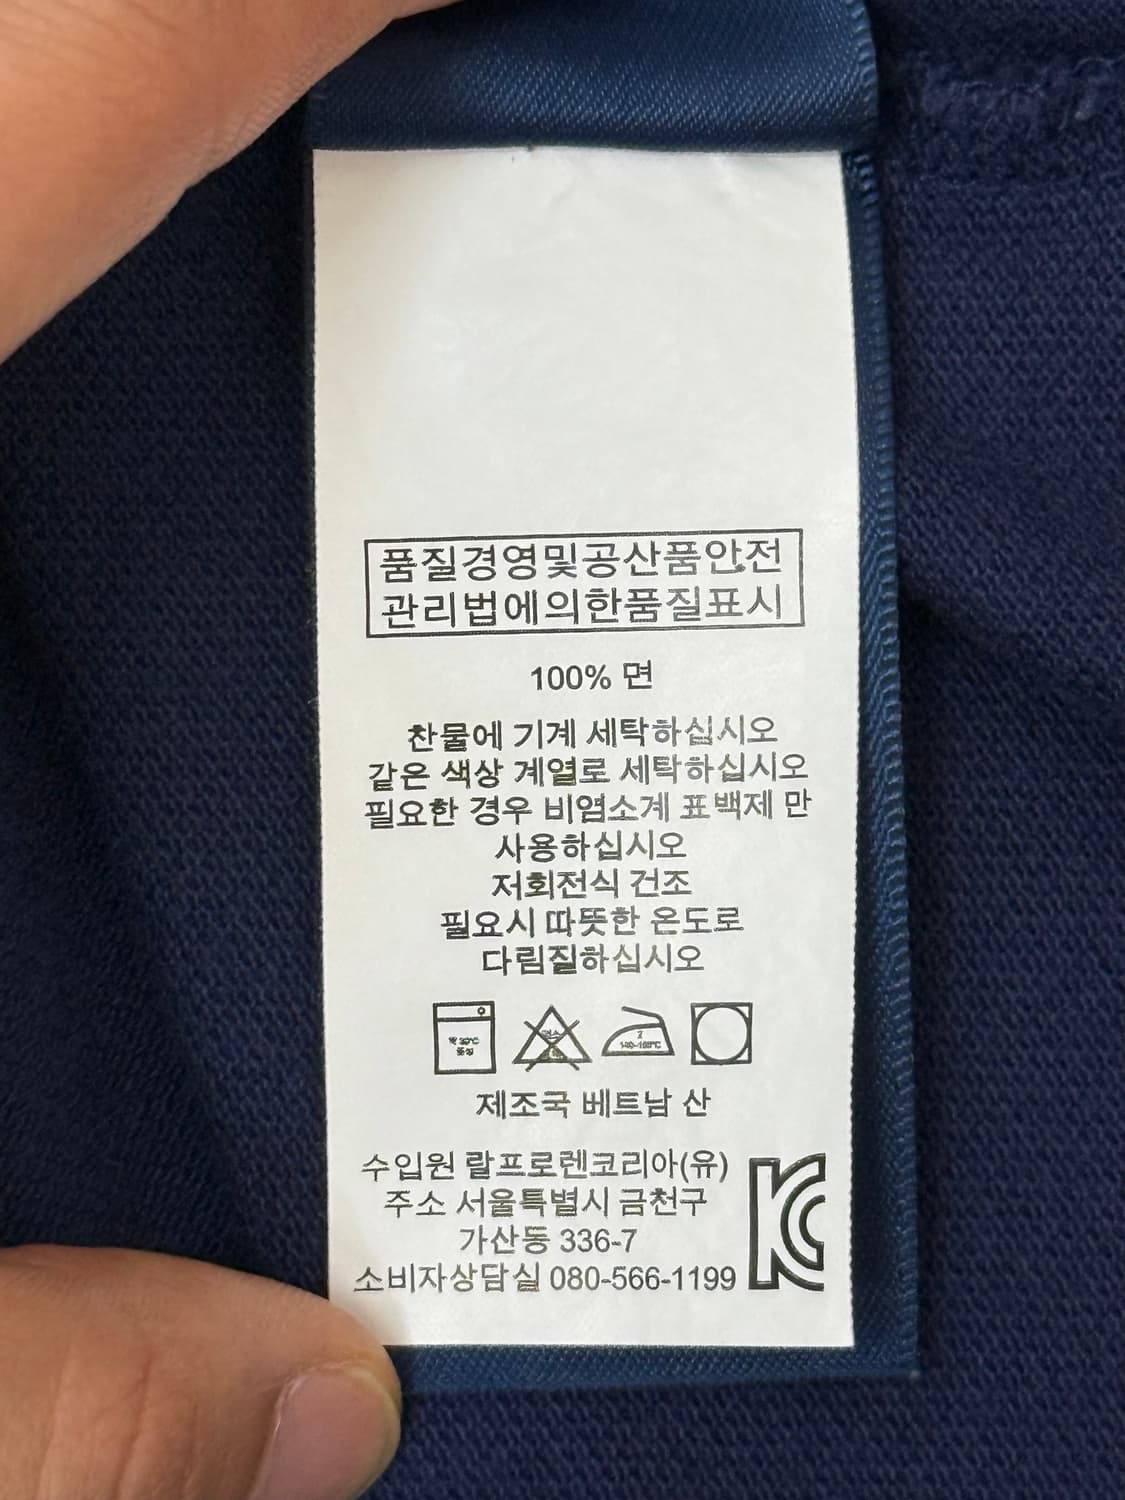 품질경영및공산품안전
관리법에의한품질표시
100% 면
찬물에 기계 세탁하십시오
같은 색상 계열로 세탁하십시오
필요한 경우 비염소계 표백제 만
사용하십시오
저회전식 건조
필요시 따뜻한 온도로
다림질하십시오
제조국 베트남 산
수입원 랄프로렌코리아(유)
주소 서울특별시 금천구
가산동 336-7
소비자상담실 080-566-1199